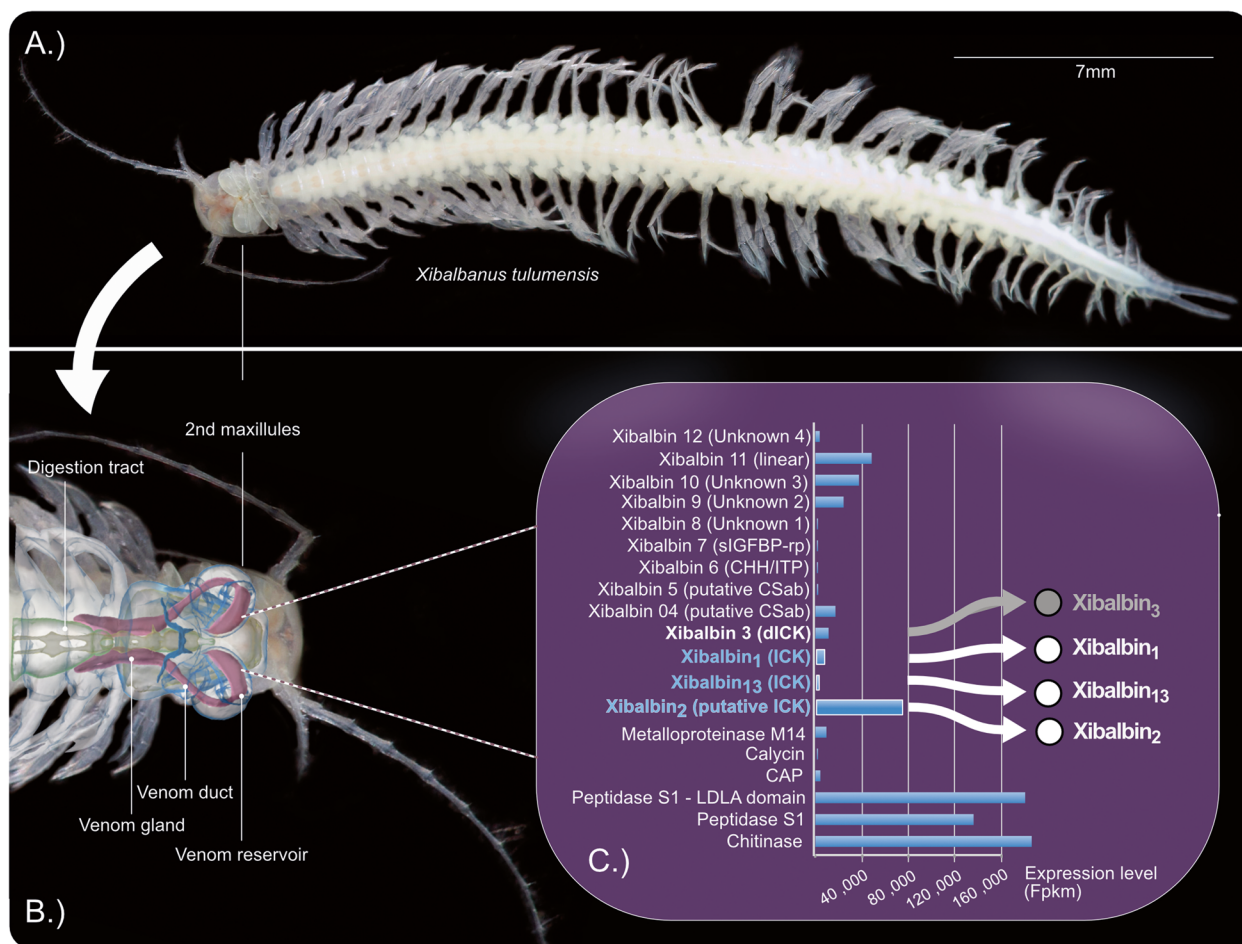 A.)
7mm
Xibalbanus tulumensis
2nd maxillules
Digestion tract
Venom duct
Venom gland
Venom reservoir
B.)
Xibalbin 12 (Unknown 4)
Xibalbin 11 (linear)
Xibalbin 10 (Unknown 3)
Xibalbin 9 (Unknown 2)
Xibalbin 8 (Unknown 1)
Xibalbin 7 (sIGFBP-rp)
Xibalbin 6 (CHH/ITP)
Xibalbin 5 (putative CSab)
Xibalbin 04 (putative CSab)
Xibalbin 3 (dICK)
Xibalbin₁ (ICK)
Xibalbin₁₃ (ICK)
Xibalbin₂ (putative ICK)
Metalloproteinase M14
Calycin
CAP
Peptidase S1 - LDLA domain
Peptidase S1
Chitinase
Xibalbin₃
Xibalbin₁
Xibalbin₁₃
Xibalbin₂
C.)
40 ,000
80 ,000
120 ,000
160 ,000
Expression level
(Fpkm)